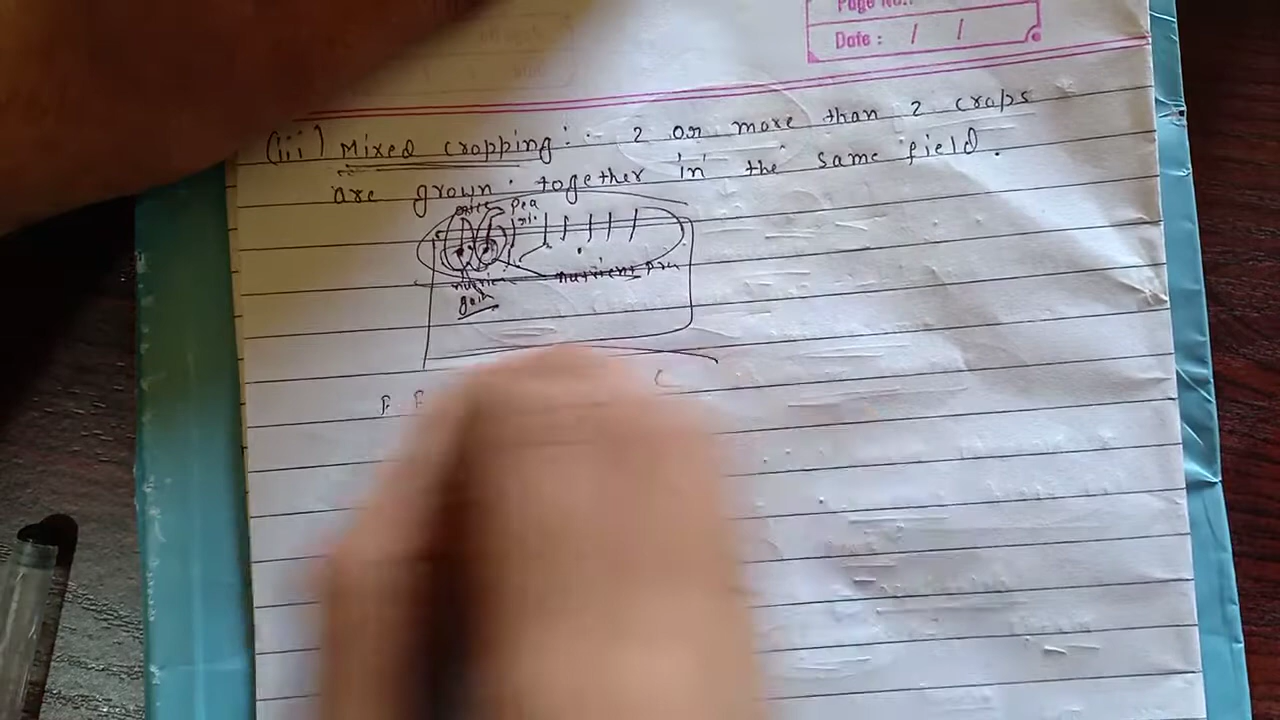 Page No.:
Date : / /
(iii) Mixed cropping :- 2 or more than 2 crops
are grown together in the same field.
Pea
nutrient
gain